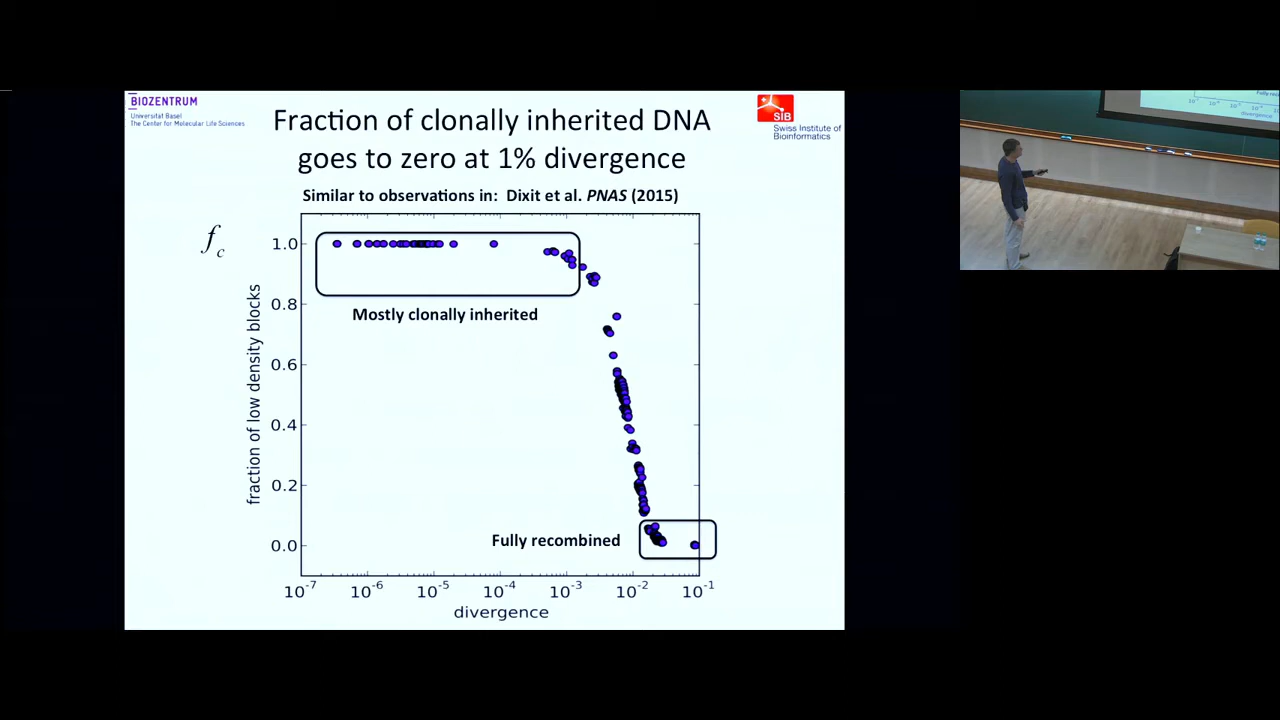 BIOZENTRUM
Universität Basel
The Center for Molecular Life Sciences
SIB
Swiss Institute of
Bioinformatics
Fraction of clonally inherited DNA
goes to zero at 1% divergence
Similar to observations in: Dixit et al. PNAS (2015)
f_c
fraction of low density blocks
1.0
0.8
0.6
0.4
0.2
0.0
Mostly clonally inherited
Fully recombined
10^-7 10^-6 10^-5 10^-4 10^-3 10^-2 10^-1
divergence